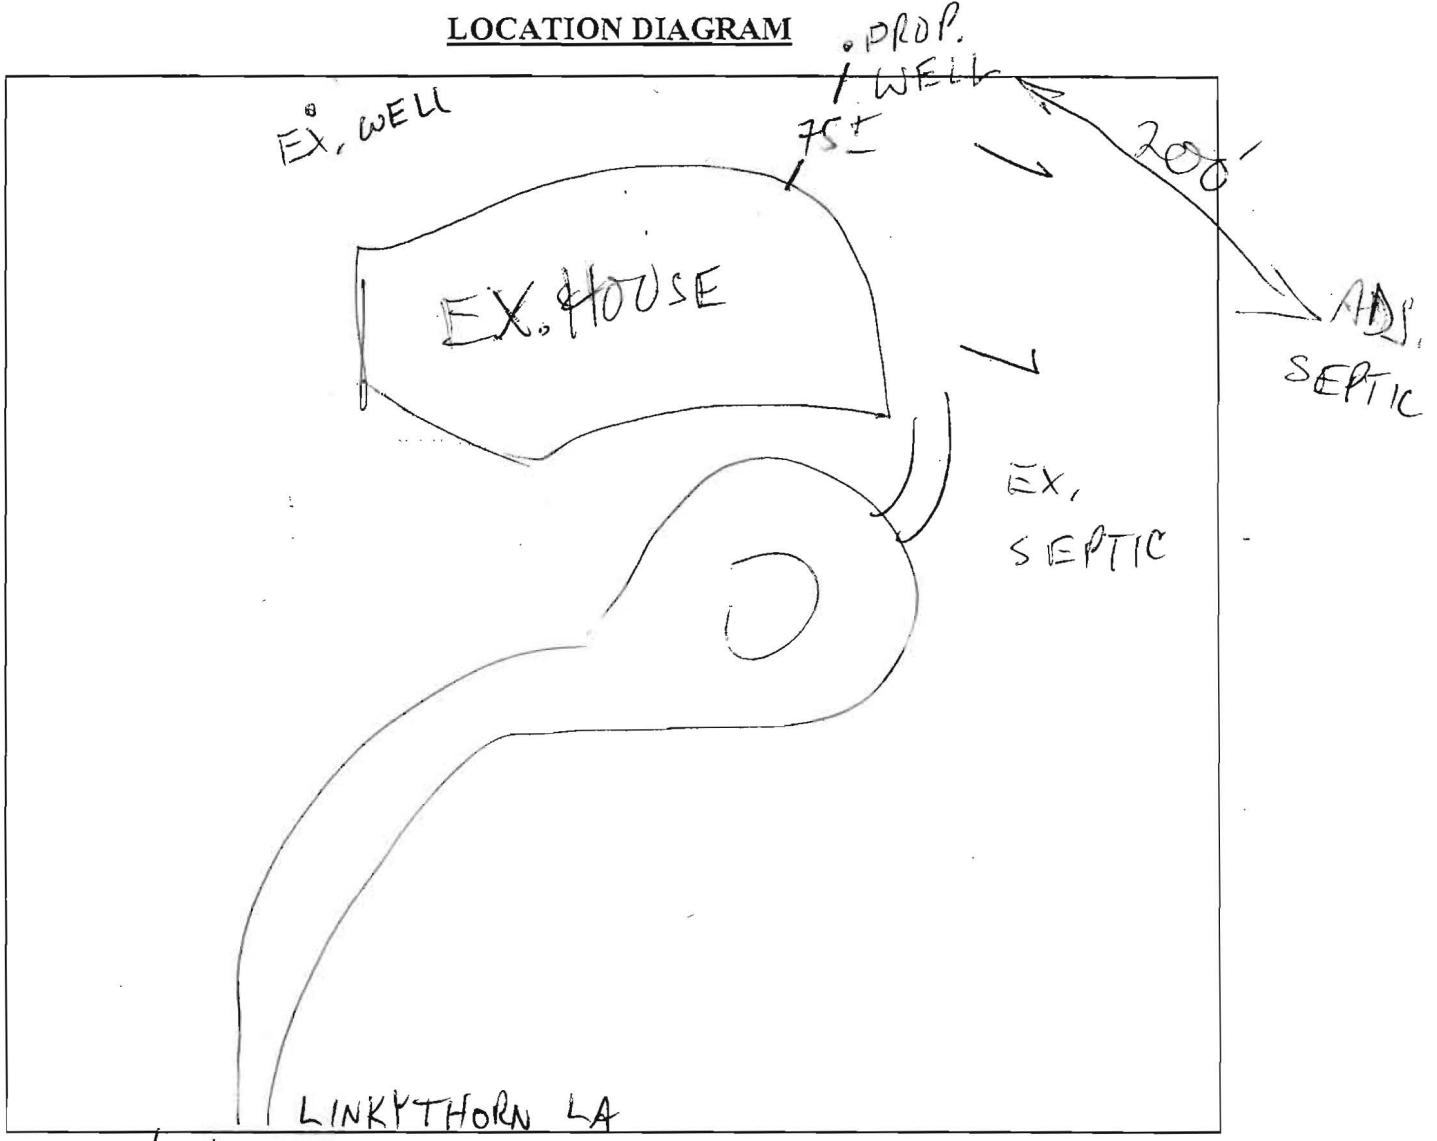 LOCATION DIAGRAM
PROP.
WELL
EX. WELL
75±
200'
EX. HOUSE
ADJ.
SEPTIC
EX.
SEPTIC
LINKYTHORN LA